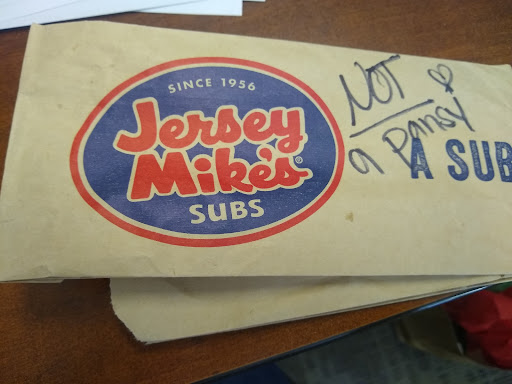 SINCE 1956
Jersey
Mike's®
SUBS
NOT
a pansy
A SUB